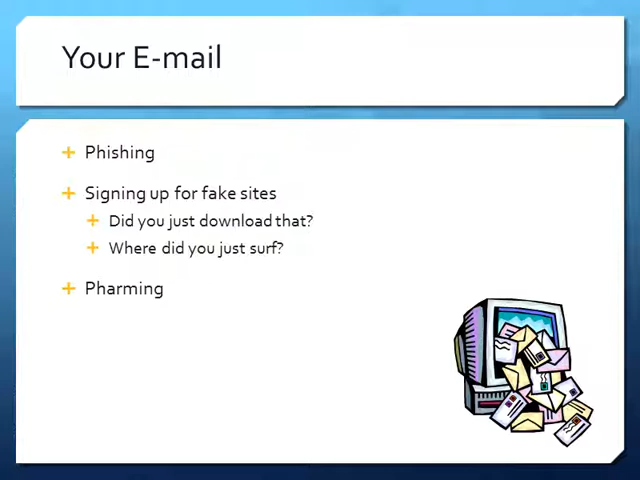 Your E-mail
Phishing
Signing up for fake sites
Did you just download that?
Where did you just surf?
Pharming